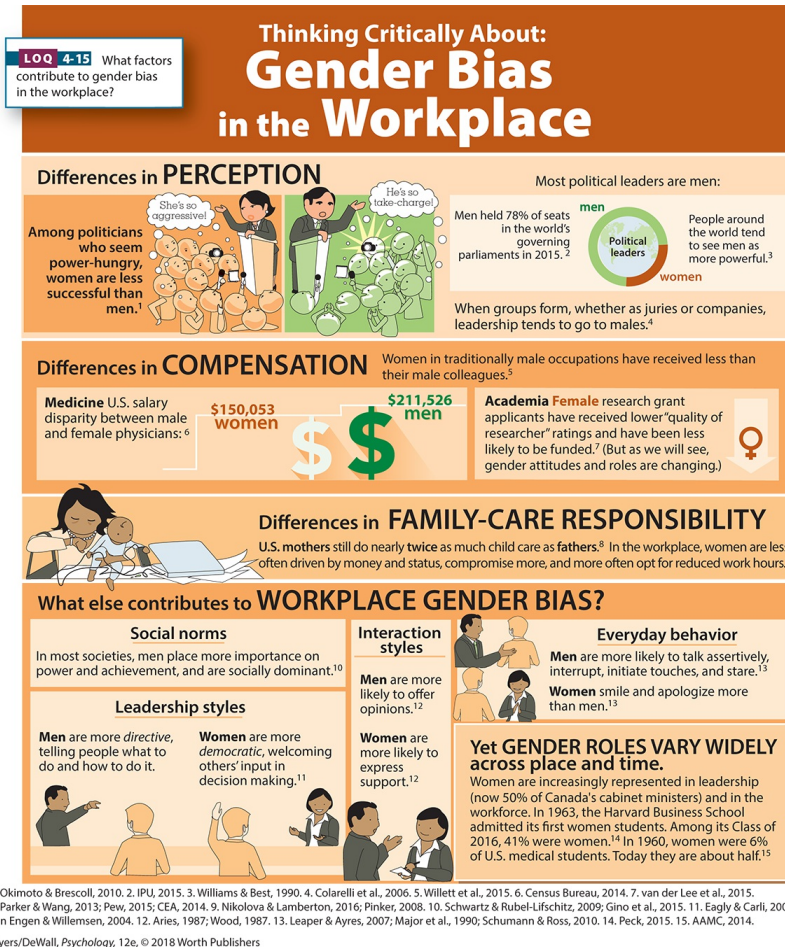 Thinking Critically About:
Gender Bias
in the Workplace
LOQ 4-15 What factors
contribute to gender bias
in the workplace?
Differences in PERCEPTION
Among politicians
who seem
power-hungry,
women are less
successful than
men.1
She's so
aggressive!
He's so
take-charge!
Most political leaders are men:
Men held 78% of seats
in the world's
governing
parliaments in 2015. 2
men
Political
leaders
women
People around
the world tend
to see men as
more powerful.3
When groups form, whether as juries or companies,
leadership tends to go to males.4
Differences in COMPENSATION
Women in traditionally male occupations have received less than
their male colleagues.5
Medicine U.S. salary
disparity between male
and female physicians: 6
$150,053
women
$
$
$211,526
men
Academia Female research grant
applicants have received lower"quality of
researcher" ratings and have been less
likely to be funded.7 (But as we will see,
gender attitudes and roles are changing.)
♀
Differences in FAMILY-CARE RESPONSIBILITY
U.S. mothers still do nearly twice as much child care as fathers.8 In the workplace, women are les
often driven by money and status, compromise more, and more often opt for reduced work hours.
What else contributes to WORKPLACE GENDER BIAS?
Social norms
In most societies, men place more importance on
power and achievement, and are socially dominant.10
Leadership styles
Men are more directive,
telling people what to
do and how to do it.
Women are more
democratic, welcoming
others' input in
decision making.11
Interaction
styles
Men are more
likely to offer
opinions.12
Women are
more likely to
express
support.12
Everyday behavior
Men are more likely to talk assertively,
interrupt, initiate touches, and stare.13
Women smile and apologize more
than men.13
Yet GENDER ROLES VARY WIDELY
across place and time.
Women are increasingly represented in leadership
(now 50% of Canada's cabinet ministers) and in the
workforce. In 1963, the Harvard Business School
admitted its first women students. Among its Class of
2016, 41% were women.14 In 1960, women were 6%
of U.S. medical students. Today they are about half.15
Okimoto & Brescoll, 2010. 2. IPU, 2015. 3. Williams & Best, 1990. 4. Colarelli et al., 2006. 5. Willett et al., 2015. 6. Census Bureau, 2014. 7. van der Lee et al., 2015.
Parker & Wang, 2013; Pew, 2015; CEA, 2014. 9. Nikolova & Lamberton, 2016; Pinker, 2008. 10. Schwartz & Rubel-Lifschitz, 2009; Gino et al., 2015. 11. Eagly & Carli, 200
n Engen & Willemsen, 2004. 12. Aries, 1987; Wood, 1987. 13. Leaper & Ayres, 2007; Major et al., 1990; Schumann & Ross, 2010. 14. Peck, 2015. 15. AAMC, 2014.
yers/DeWall, Psychology, 12e, © 2018 Worth Publishers